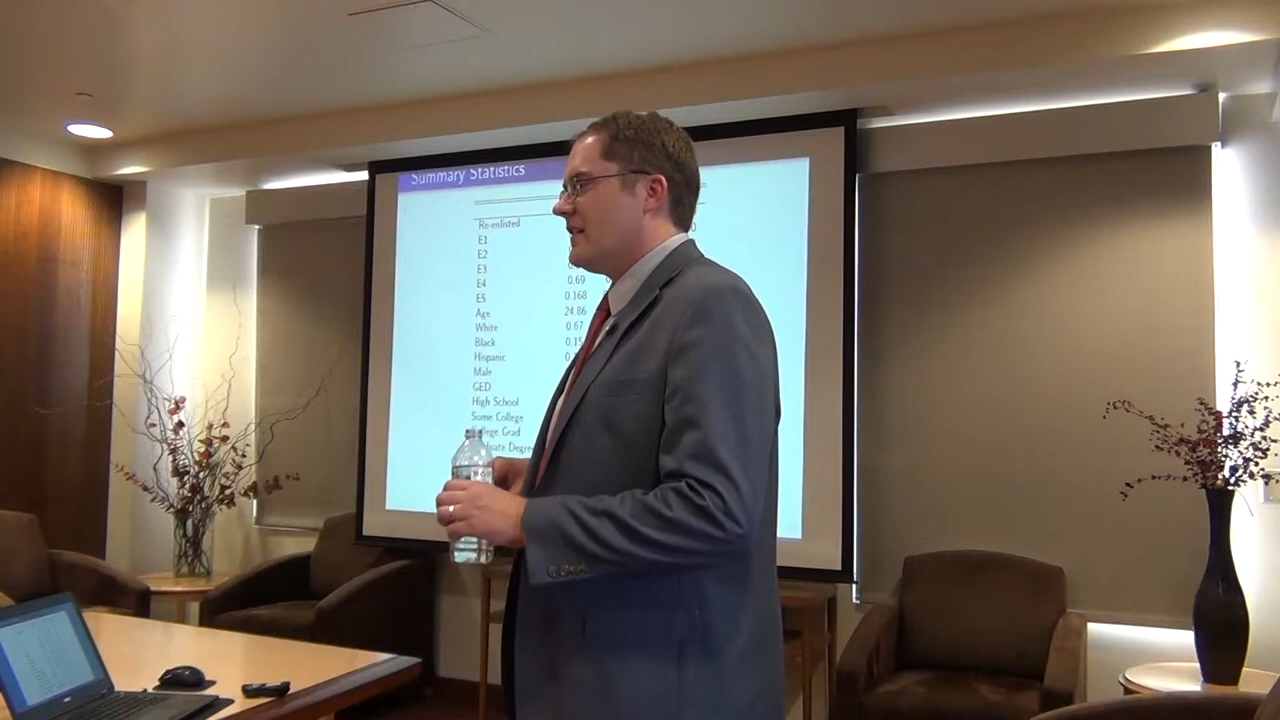 Summary Statistics
Re-enlisted
E1
E2
E3
E4 0.69
E5 0.168
Age 24.86
White 0.67
Black 0.15
Hispanic
Male
GED
High School
Some College
Grad